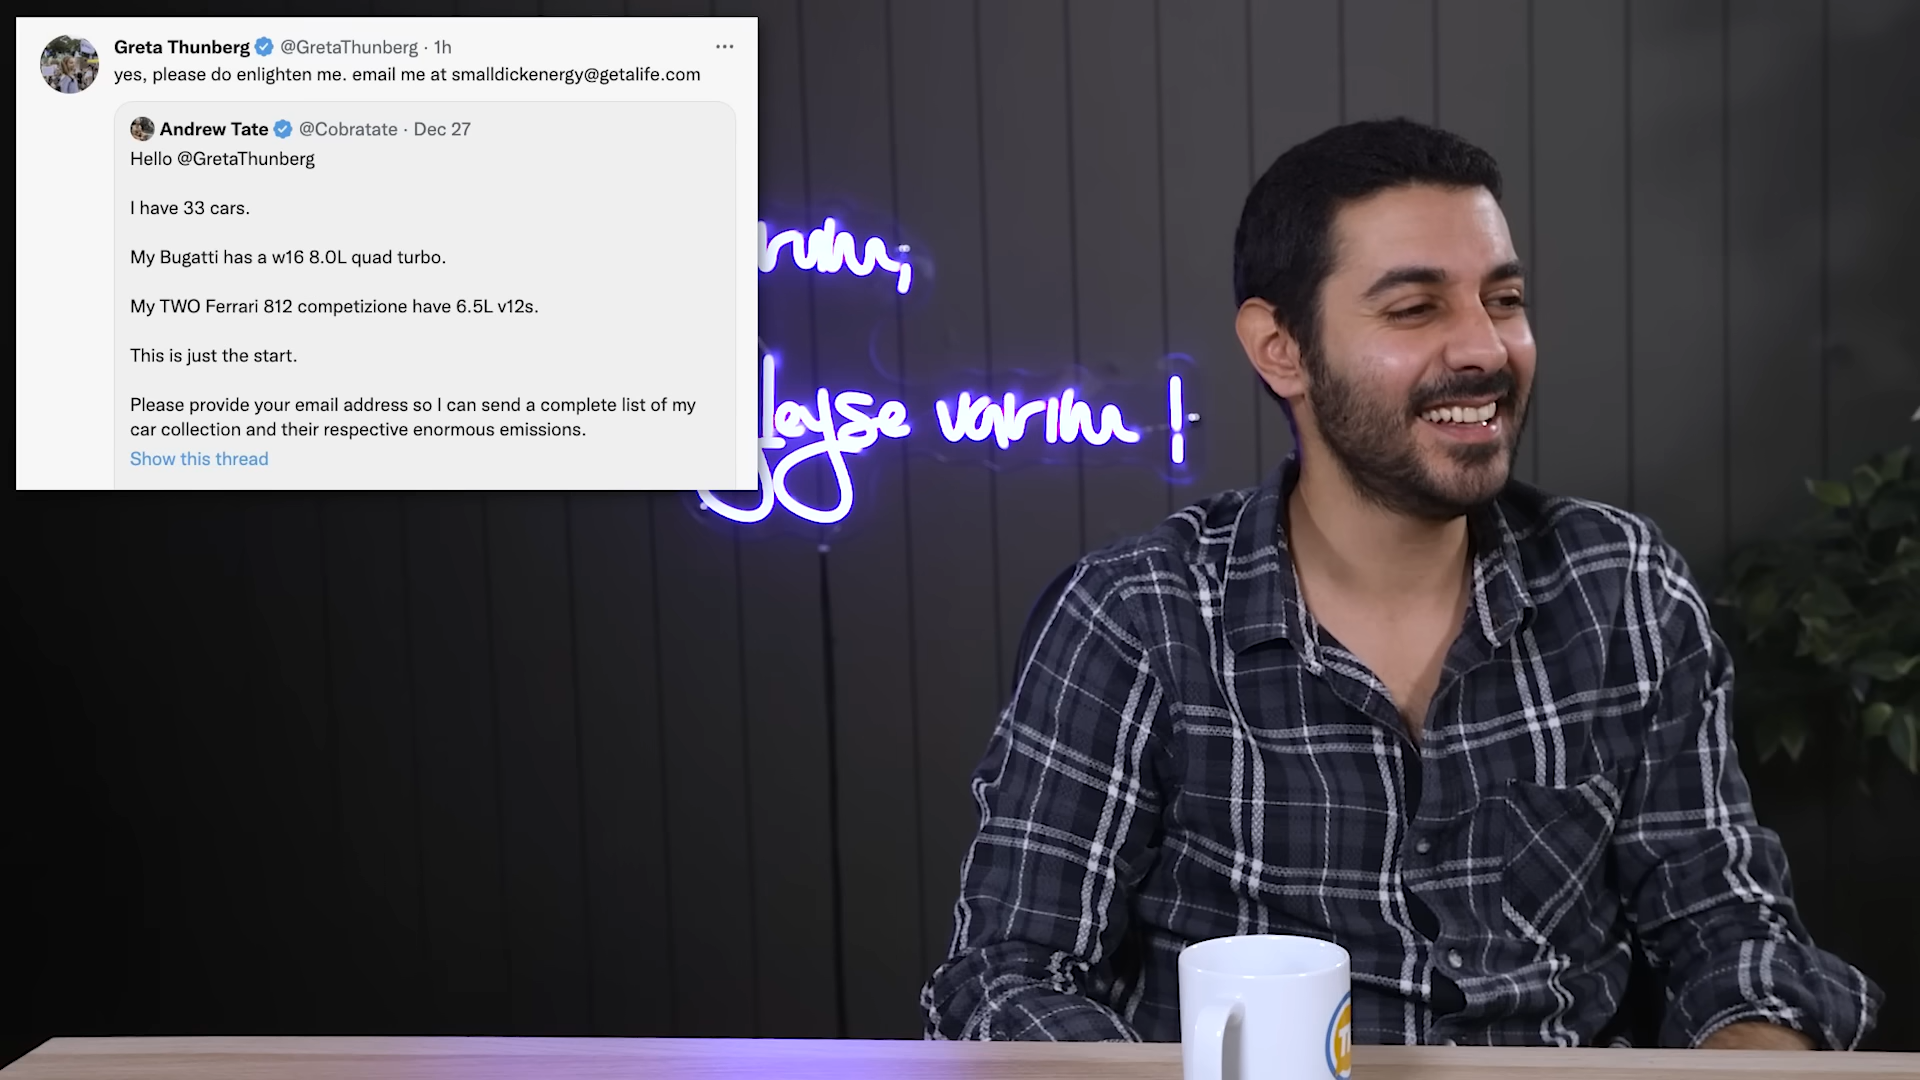 Greta Thunberg @GretaThunberg · 1h
yes, please do enlighten me. email me at smalldickenergy@getalife.com
Andrew Tate @Cobratate · Dec 27
Hello @GretaThunberg
I have 33 cars.
My Bugatti has a w16 8.0L quad turbo.
My TWO Ferrari 812 competizione have 6.5L v12s.
This is just the start.
Please provide your email address so I can send a complete list of my
car collection and their respective enormous emissions.
Show this thread
varım !